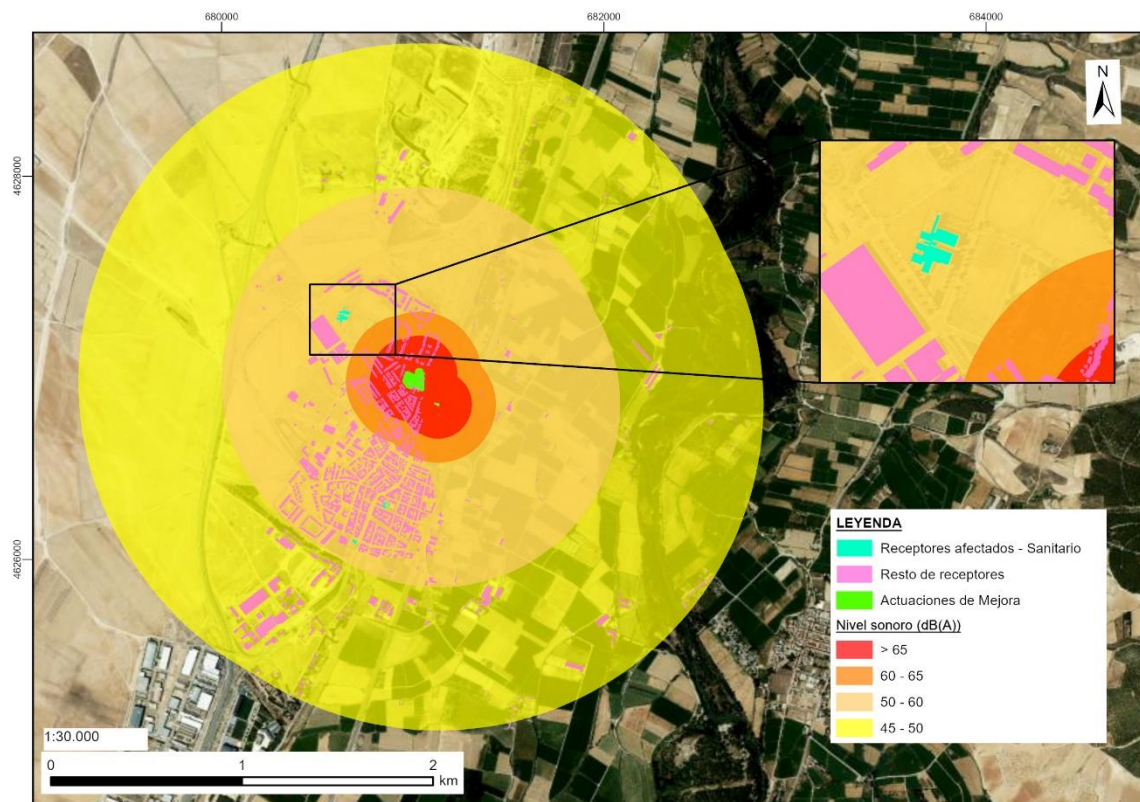 680000
682000
684000
4628000
4626000
N
LEYENDA
Receptores afectados - Sanitario
Resto de receptores
Actuaciones de Mejora
Nivel sonoro (dB(A))
> 65
60 - 65
50 - 60
45 - 50
1:30.000
0
1
2
km